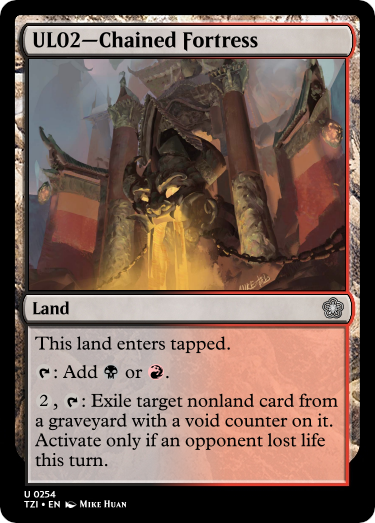 UL02—Chained Fortress
Land
This land enters tapped.
: Add or .
2 , : Exile target nonland card from
a graveyard with a void counter on it.
Activate only if an opponent lost life
this turn.
U 0254
TZI • EN Mike Huan